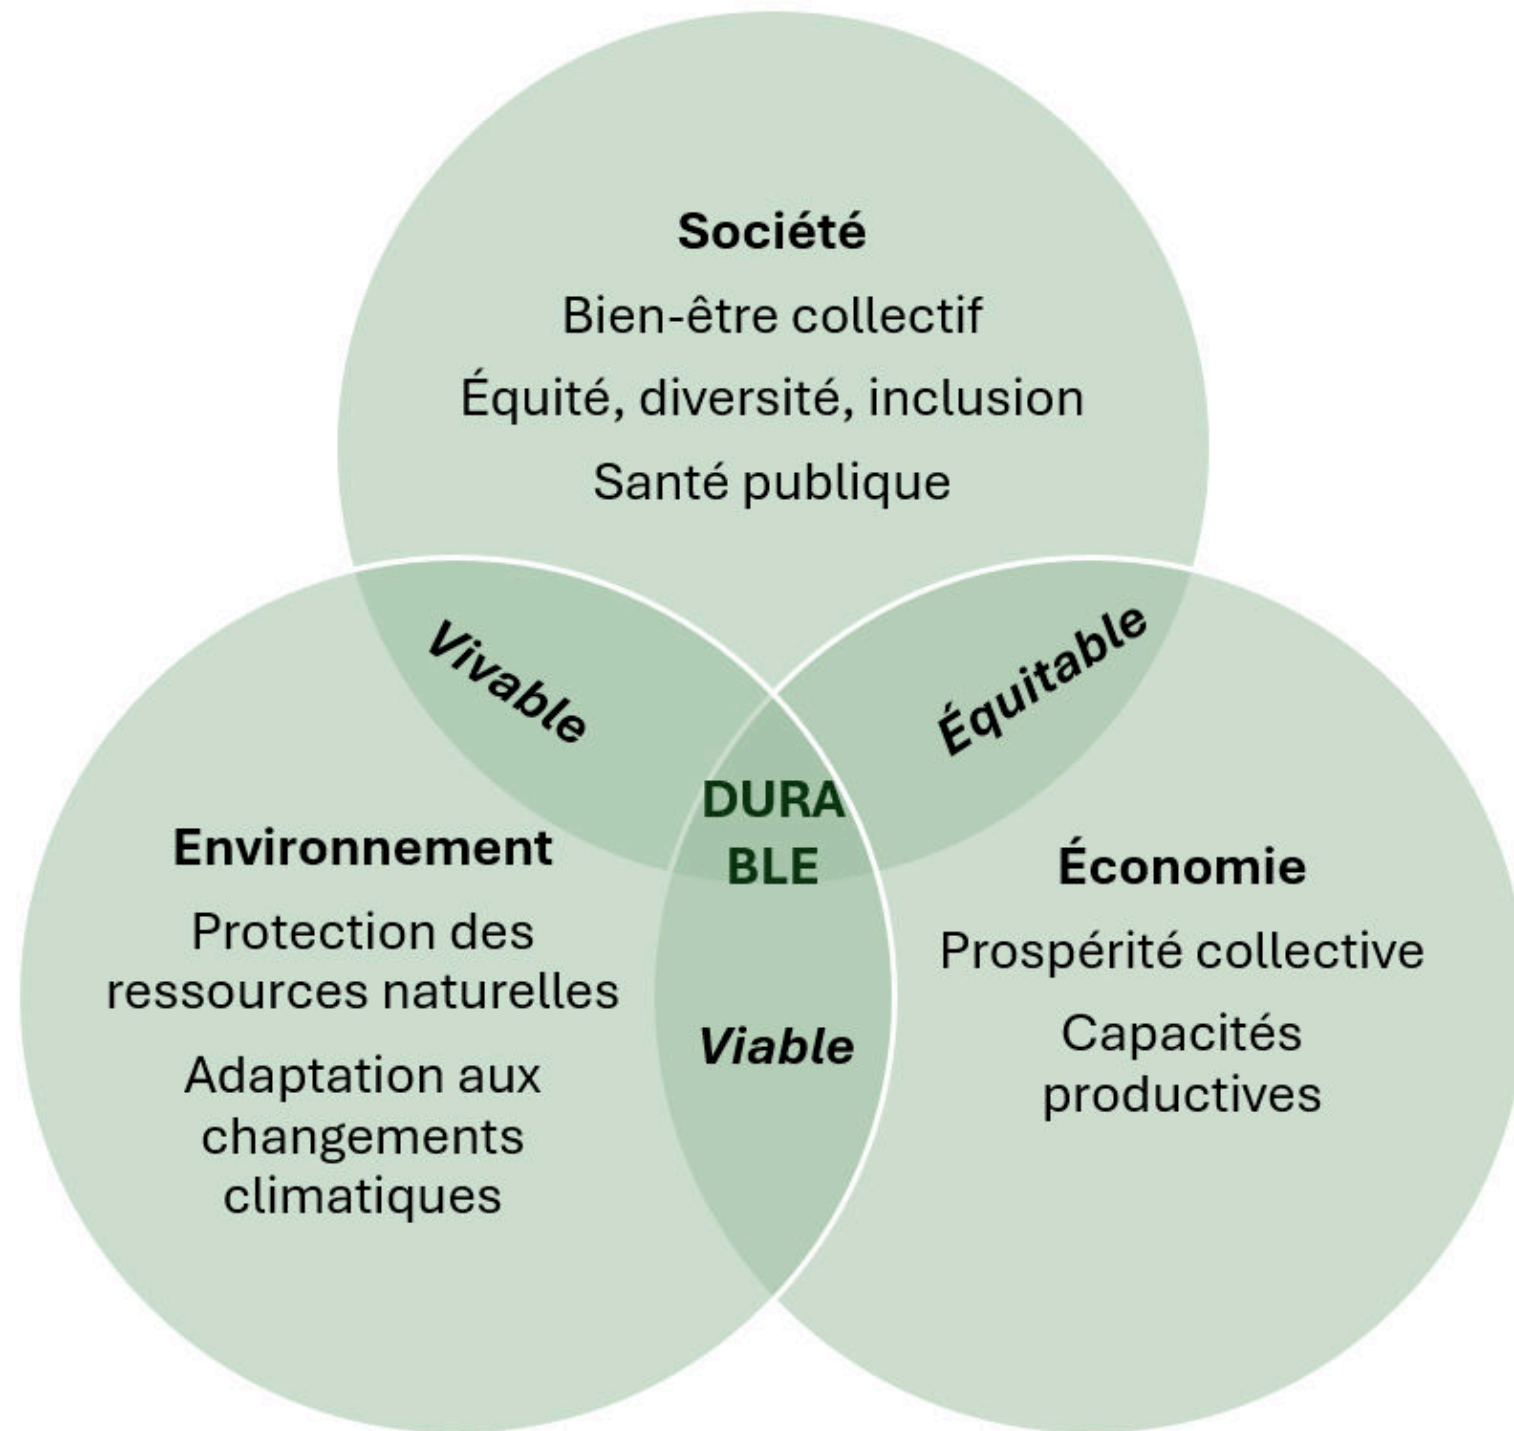 Société
Bien-être collectif
Équité, diversité, inclusion
Santé publique
Vivable
Équitable
DURA
BLE
Environnement
Protection des
ressources naturelles
Adaptation aux
changements
climatiques
Viable
Économie
Prospérité collective
Capacités
productives